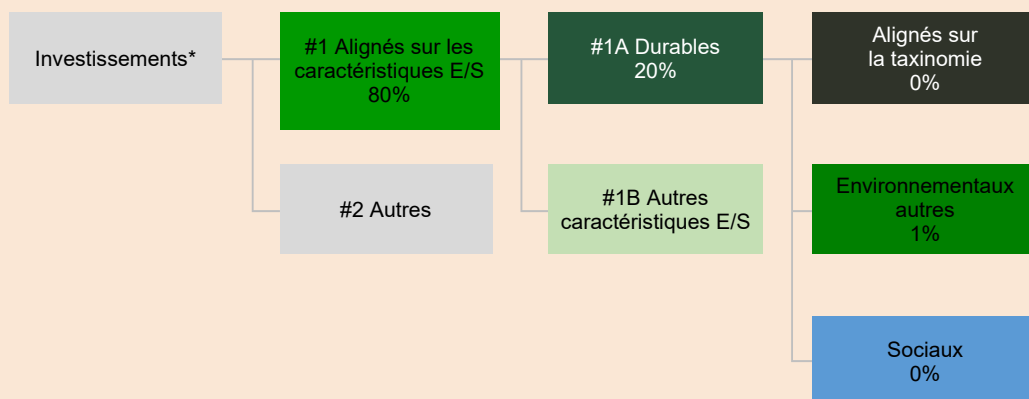 Investissements*
#1 Alignés sur les
caractéristiques E/S
80%
#1A Durables
20%
Alignés sur
la taxinomie
0%
#2 Autres
#1B Autres
caractéristiques E/S
Environnementaux
autres
1%
Sociaux
0%